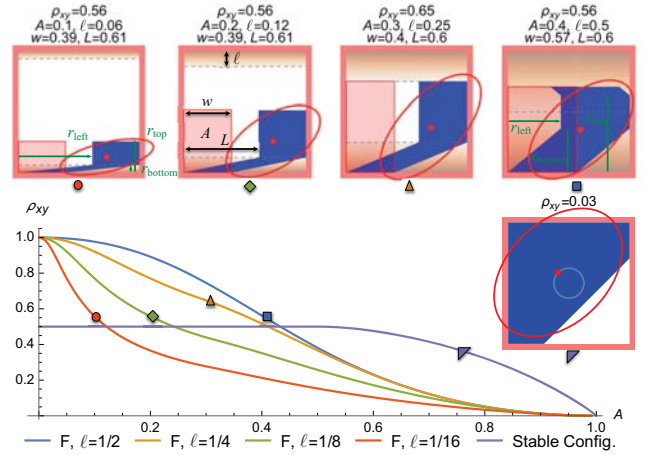 ρxy=0.56
A=0.1, ℓ=0.06
w=0.39, L=0.61
ρxy=0.56
A=0.2, ℓ=0.12
w=0.39, L=0.61
ρxy=0.65
A=0.3, ℓ=0.25
w=0.4, L=0.6
ρxy=0.56
A=0.4, ℓ=0.5
w=0.57, L=0.6
ℓ
w
A
L
rleft
rtop
rbottom
rleft
ρxy=0.03
ρxy
1.0
0.8
0.6
0.4
0.2
0.0
0.2
0.4
0.6
0.8
1.0
A
F, ℓ=1/2
F, ℓ=1/4
F, ℓ=1/8
F, ℓ=1/16
Stable Config.